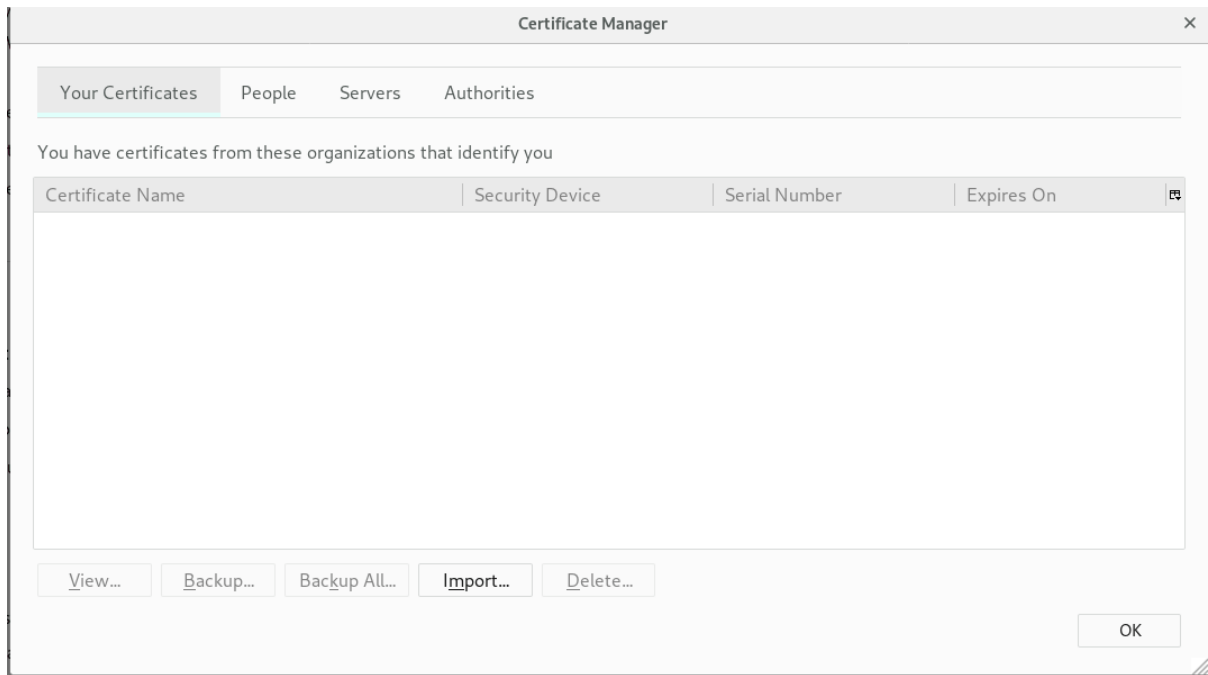 Certificate Manager
Your Certificates People Servers Authorities
You have certificates from these organizations that identify you
Certificate Name Security Device Serial Number Expires On
View... Backup... Backup All... Import... Delete...
OK